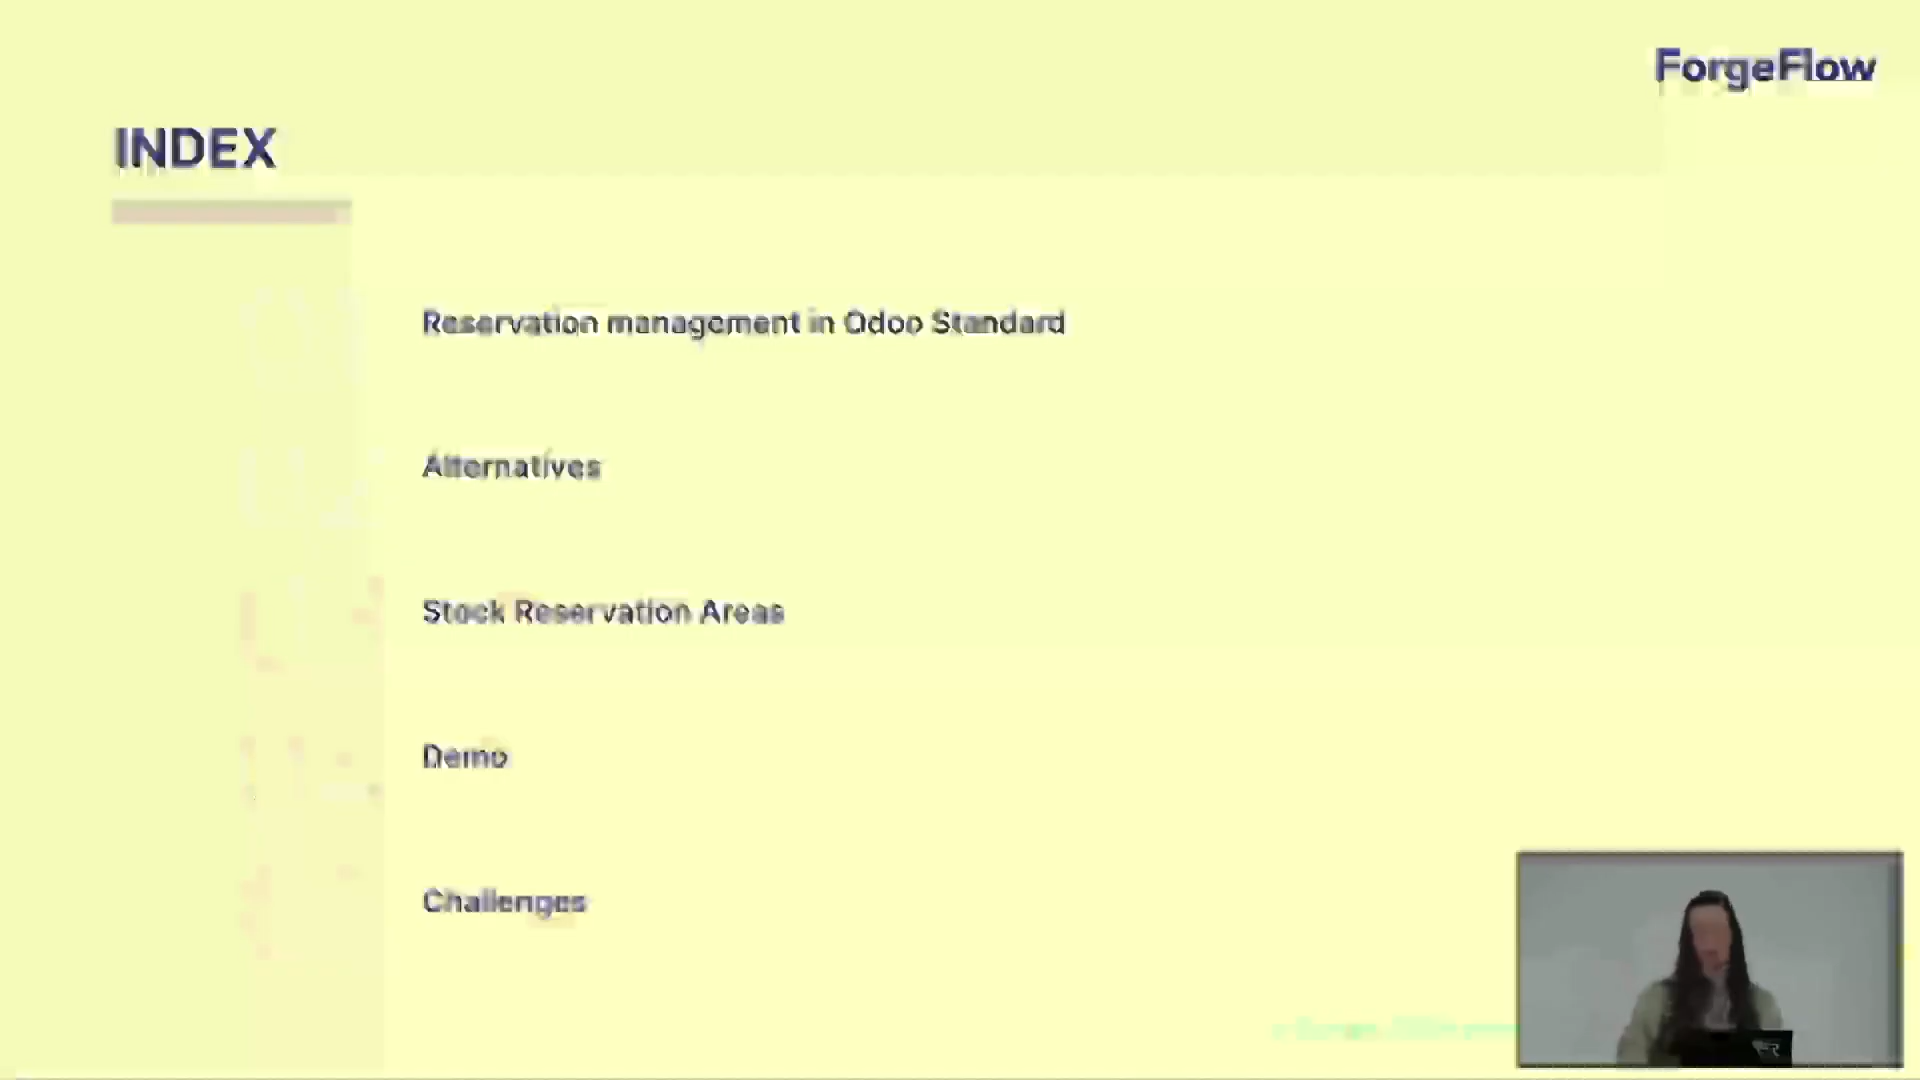 ForgeFlow
INDEX
Reservation management in Odoo Standard
Alternatives
Stock Reservation Areas
Demo
Challenges